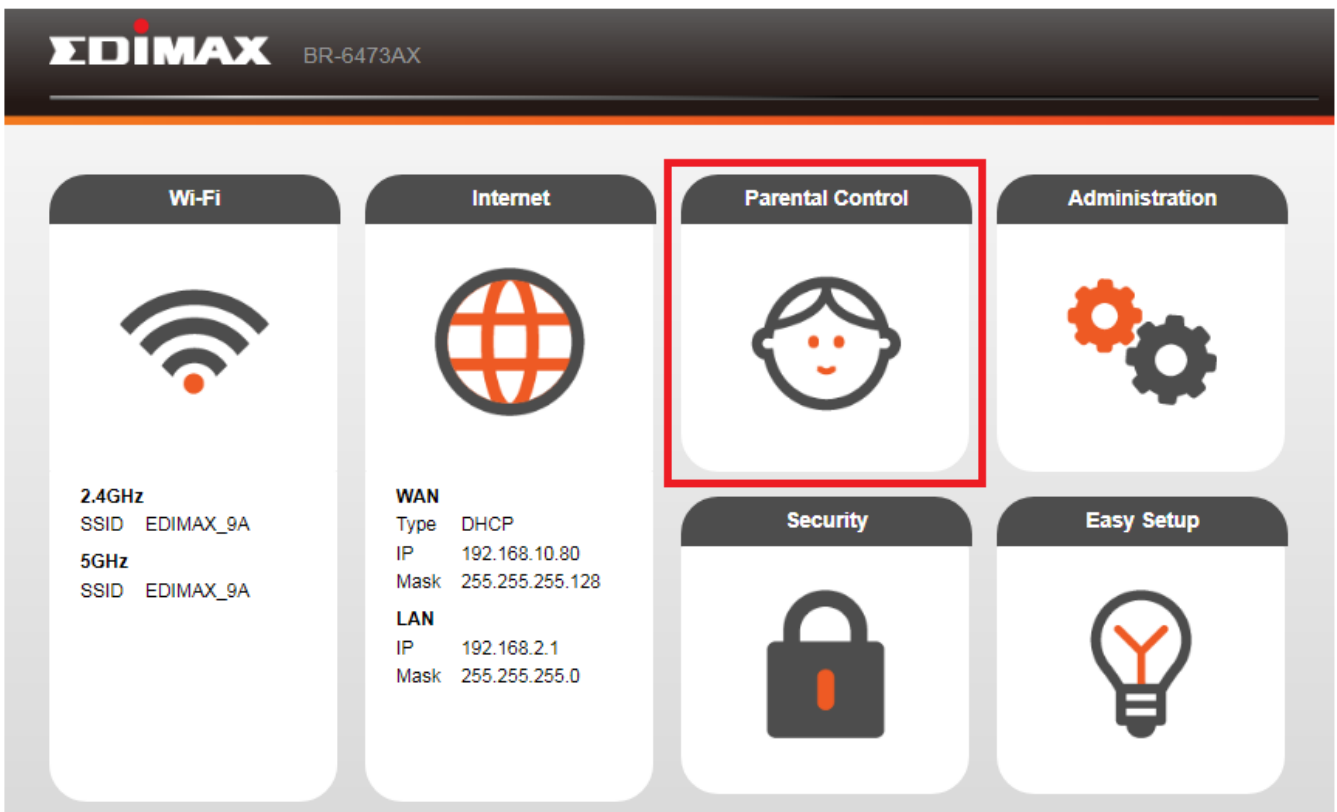 EDIMAX BR-6473AX
Wi-Fi
2.4GHz
SSID EDIMAX_9A
5GHz
SSID EDIMAX_9A
Internet
WAN
Type DHCP
IP 192.168.10.80
Mask 255.255.255.128
LAN
IP 192.168.2.1
Mask 255.255.255.0
Parental Control
Administration
Security
Easy Setup